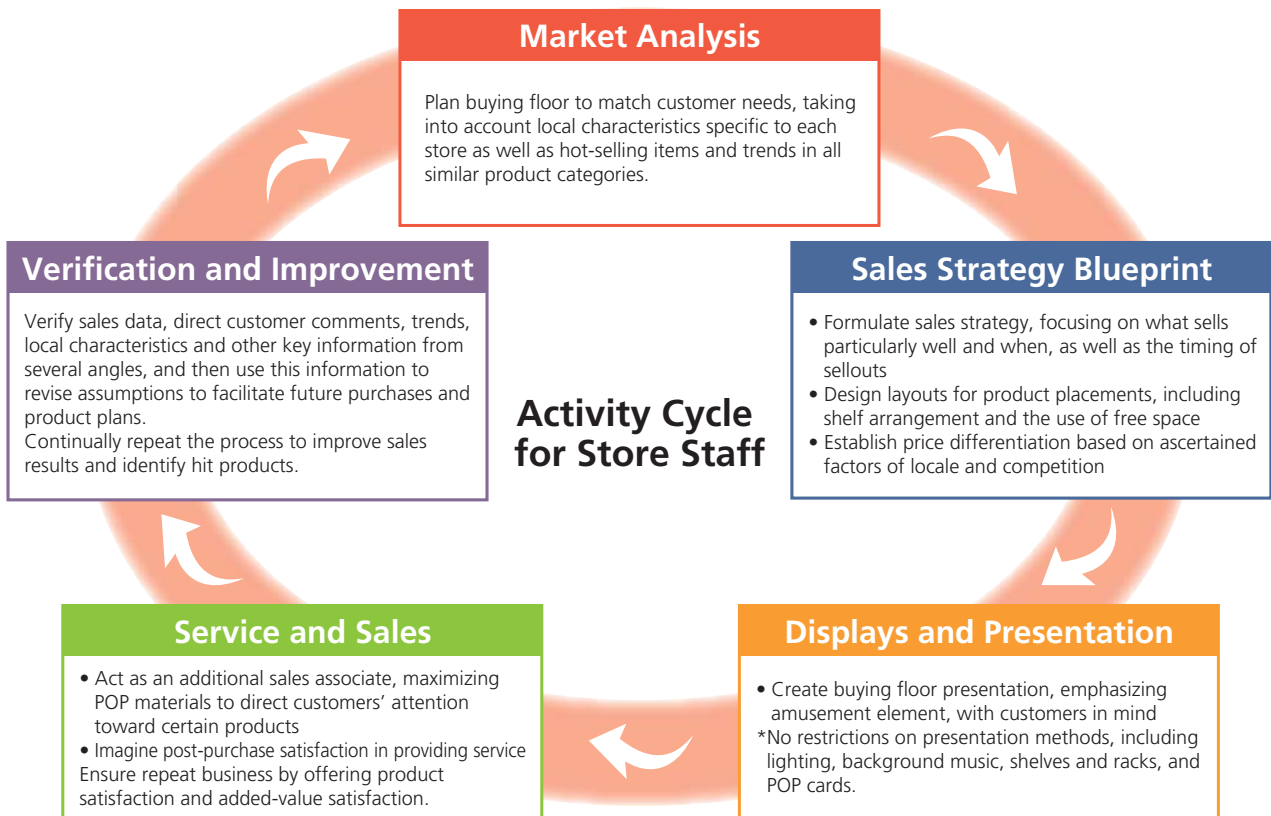 Market Analysis
Plan buying floor to match customer needs, taking
into account local characteristics specific to each
store as well as hot-selling items and trends in all
similar product categories.
Verification and Improvement
Verify sales data, direct customer comments, trends,
local characteristics and other key information from
several angles, and then use this information to
revise assumptions to facilitate future purchases and
product plans.
Continually repeat the process to improve sales
results and identify hit products.
Activity Cycle
for Store Staff
Sales Strategy Blueprint
• Formulate sales strategy, focusing on what sells
particularly well and when, as well as the timing of
sellouts
• Design layouts for product placements, including
shelf arrangement and the use of free space
• Establish price differentiation based on ascertained
factors of locale and competition
Service and Sales
• Act as an additional sales associate, maximizing
POP materials to direct customers’ attention
toward certain products
• Imagine post-purchase satisfaction in providing service
Ensure repeat business by offering product
satisfaction and added-value satisfaction.
Displays and Presentation
• Create buying floor presentation, emphasizing
amusement element, with customers in mind
*No restrictions on presentation methods, including
lighting, background music, shelves and racks, and
POP cards.